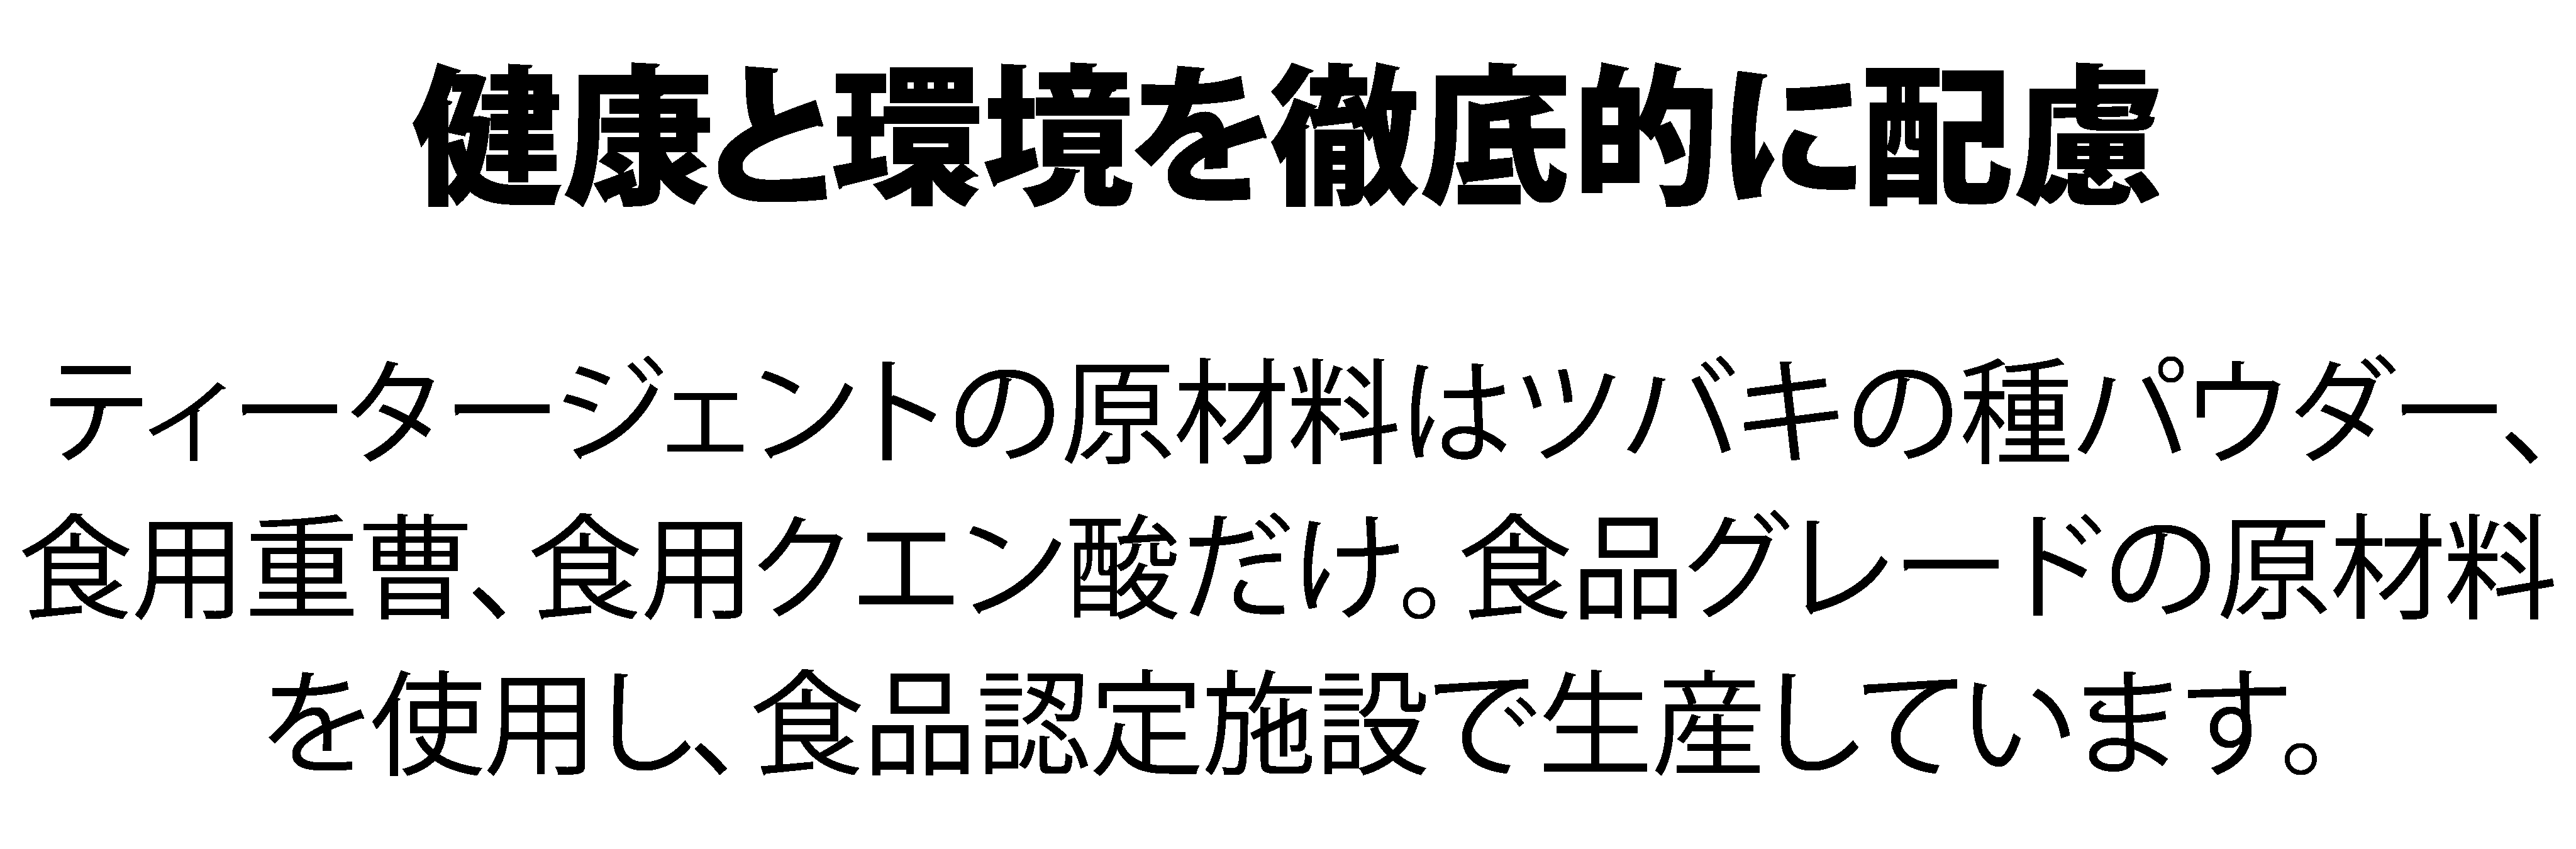 健康と環境を徹底的に配慮
ティータージェントの原材料はツバキの種パウダー、
食用重曹、食用クエン酸だけ。食品グレードの原材料
を使用し、食品認定施設で生産しています。